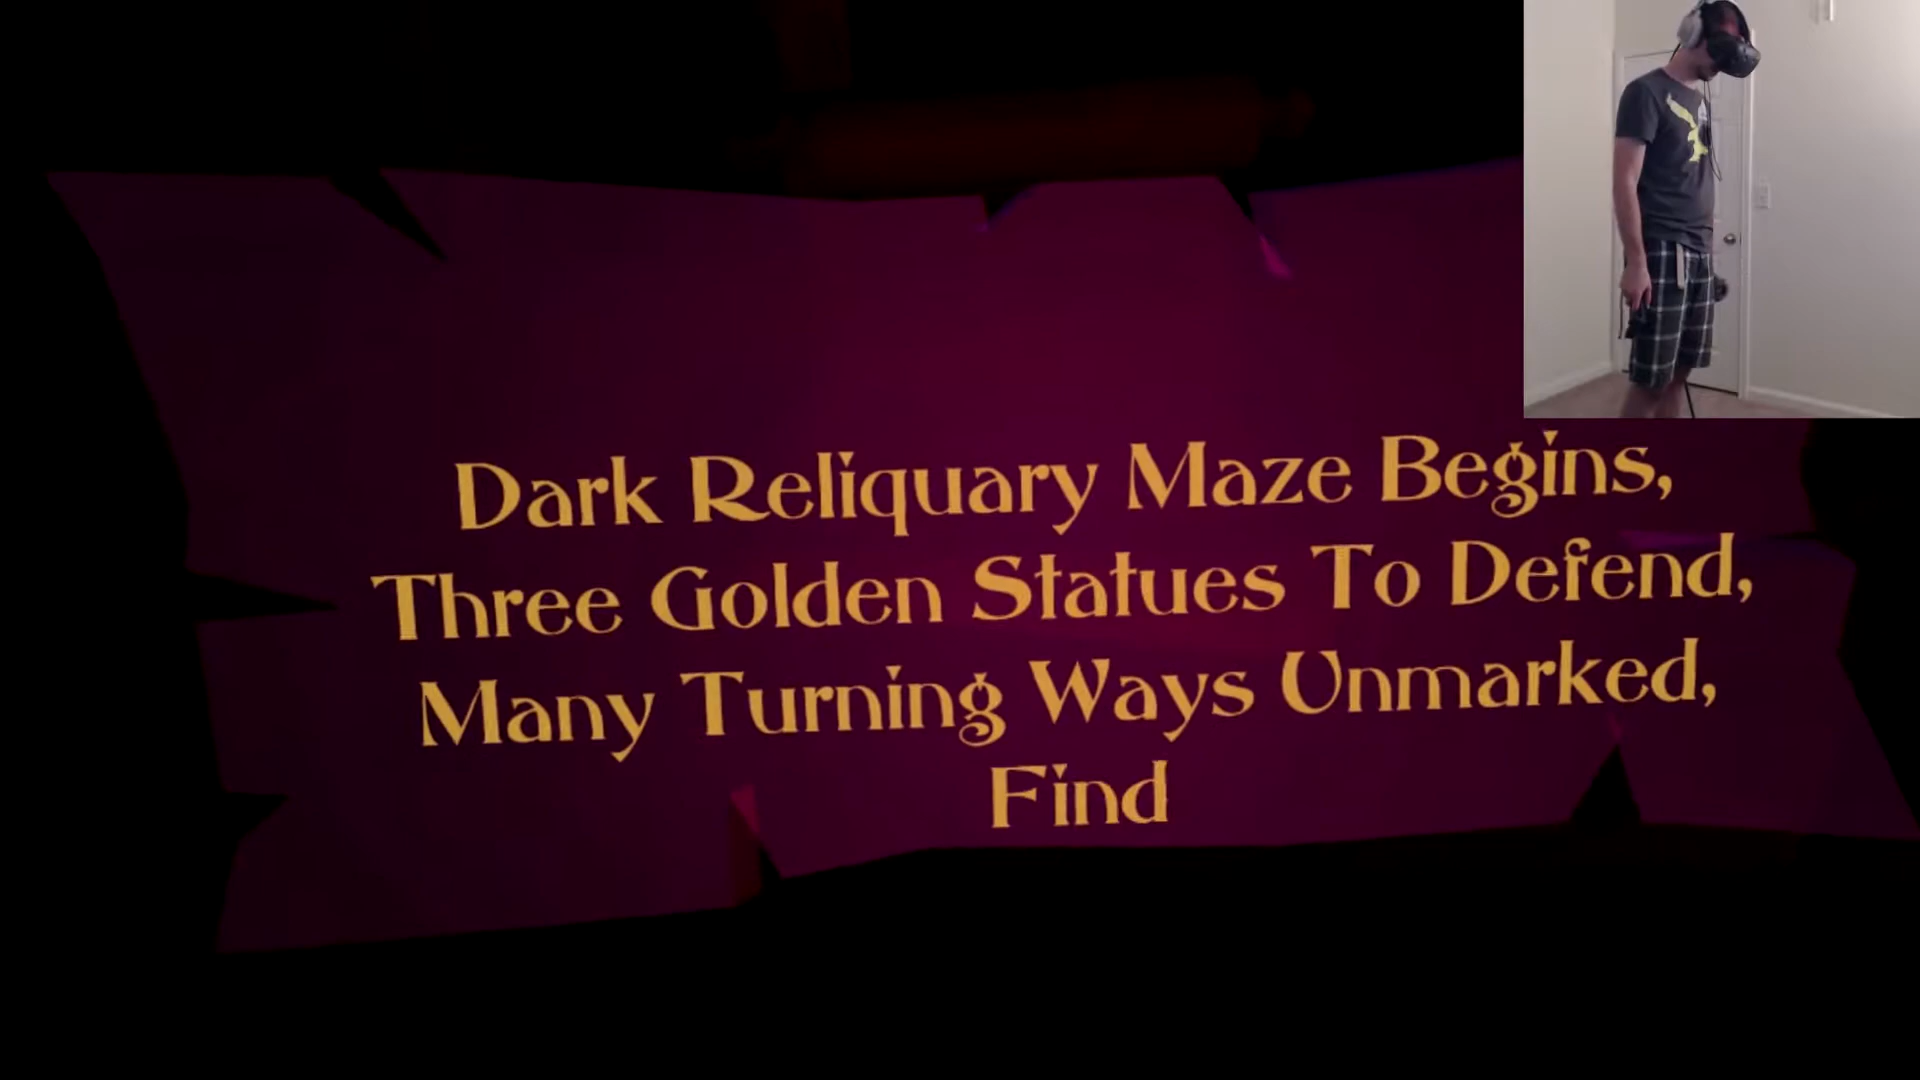 Dark Reliquary Maze Begins,
Three Golden Statues To Defend,
Many Turning Ways Unmarked,
Find